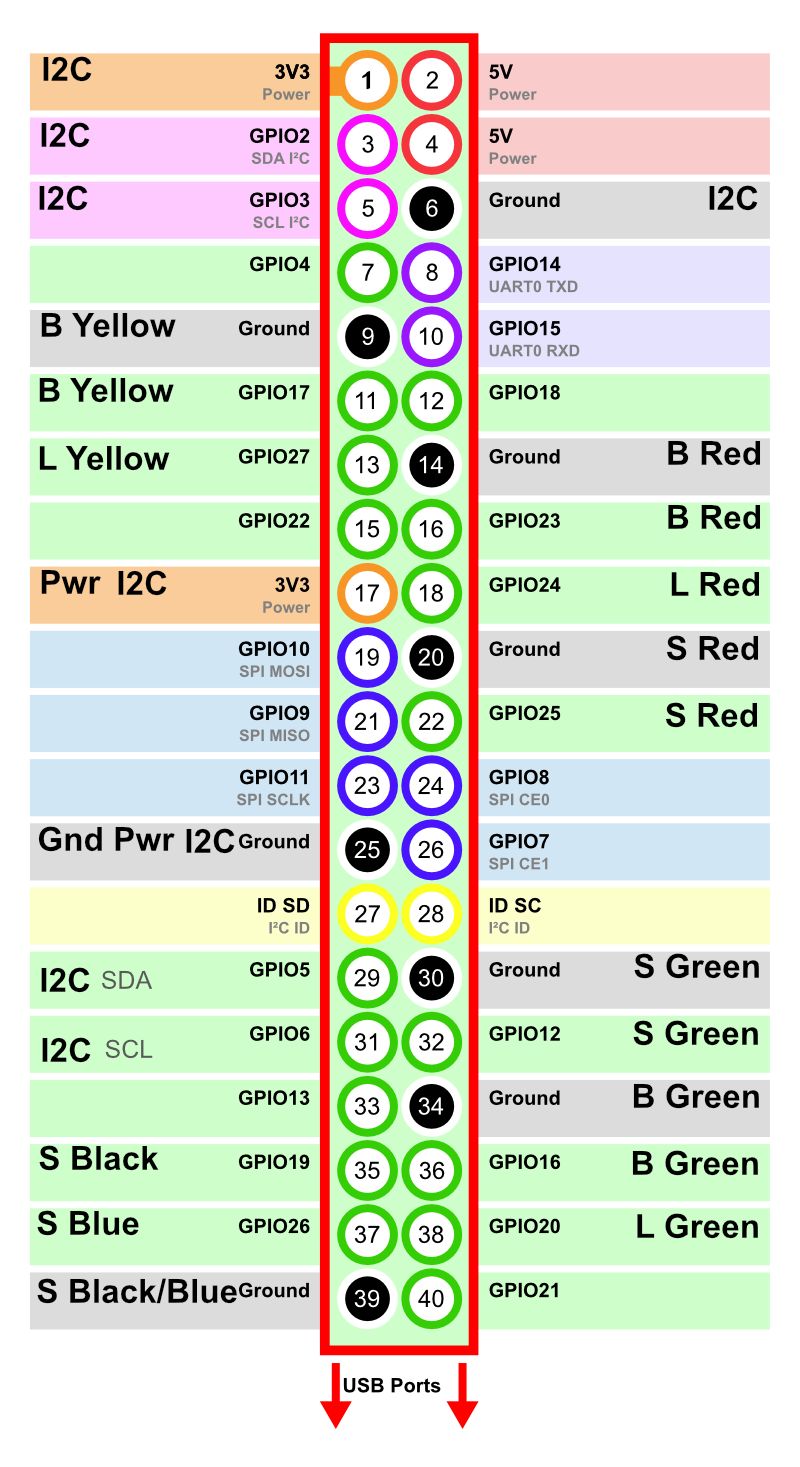 I2C 3V3 1 2 5V
Power Power
I2C GPIO2 3 4 5V
SDA I²C Power
I2C GPIO3 5 6 Ground I2C
SCL I²C
GPIO4 7 8 GPIO14
UART0 TXD
B Yellow Ground 9 10 GPIO15
UART0 RXD
B Yellow GPIO17 11 12 GPIO18
L Yellow GPIO27 13 14 Ground B Red
GPIO22 15 16 GPIO23 B Red
Pwr I2C 3V3 17 18 GPIO24 L Red
Power
GPIO10 19 20 Ground S Red
SPI MOSI
GPIO9 21 22 GPIO25 S Red
SPI MISO
GPIO11 23 24 GPIO8
SPI SCLK SPI CE0
Gnd Pwr I2C Ground 25 26 GPIO7
SPI CE1
ID SD 27 28 ID SC
I²C ID I²C ID
I2C SDA GPIO5 29 30 Ground S Green
I2C SCL GPIO6 31 32 GPIO12 S Green
GPIO13 33 34 Ground B Green
S Black GPIO19 35 36 GPIO16 B Green
S Blue GPIO26 37 38 GPIO20 L Green
S Black/Blue Ground 39 40 GPIO21
USB Ports